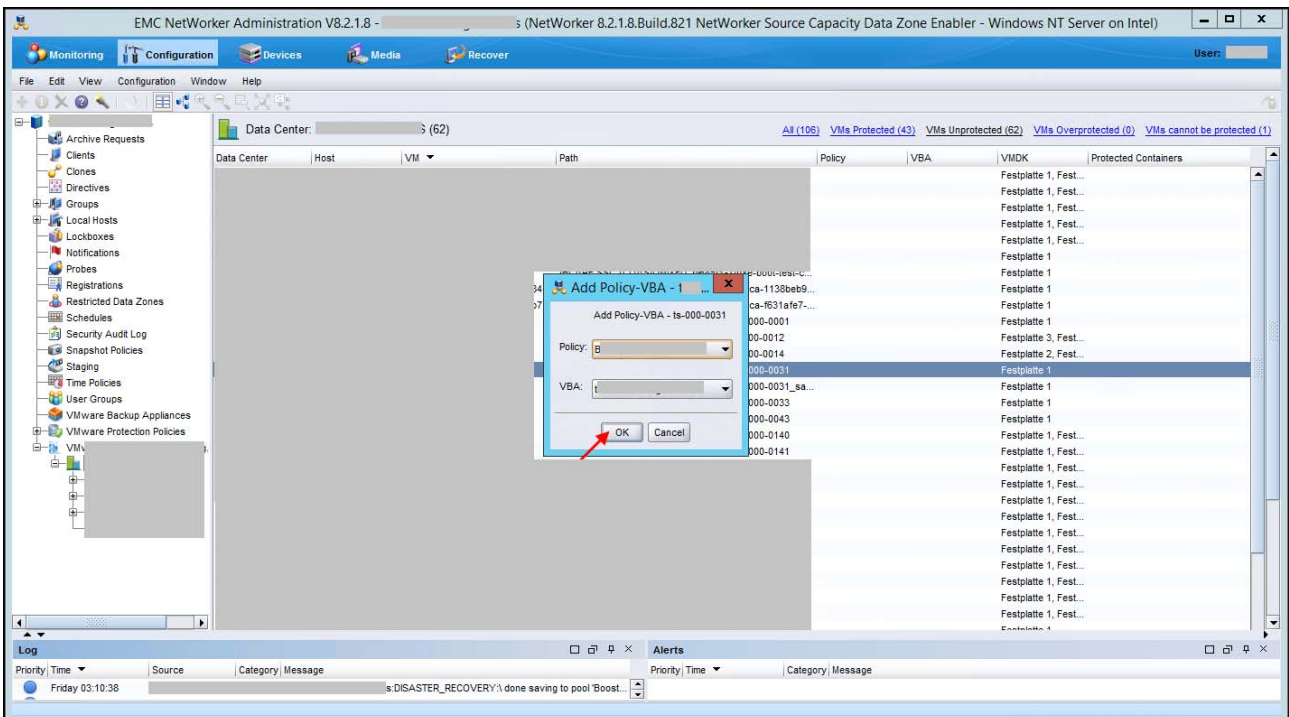 EMC NetWorker Administration V8.2.1.8 - s (NetWorker 8.2.1.8.Build.821 NetWorker Source Capacity Data Zone Enabler - Windows NT Server on Intel)
Monitoring Configuration Devices Media Recover User:
File Edit View Configuration Window Help
Archive Requests
Clients
Clones
Directives
Groups
Local Hosts
Lockboxes
Notifications
Probes
Registrations
Restricted Data Zones
Schedules
Security Audit Log
Snapshot Policies
Staging
Time Policies
User Groups
VMware Backup Appliances
VMware Protection Policies
Data Center: (62) All (106) VMs Protected (43) VMs Unprotected (62) VMs Overprotected (0) VMs cannot be protected (1)
Data Center Host VM Path Policy VBA VMDK Protected Containers
Festplatte 1, Fest...
Festplatte 1, Fest...
Festplatte 1, Fest...
Festplatte 1, Fest...
Festplatte 1, Fest...
Festplatte 1
Festplatte 1
ca-1138beb9... Festplatte 1
ca-f631afe7-... Festplatte 1
000-0001 Festplatte 1
00-0012 Festplatte 3, Fest...
00-0014 Festplatte 2, Fest...
000-0031 Festplatte 1
000-0031_sa... Festplatte 1
000-0033 Festplatte 1
000-0043 Festplatte 1
000-0140 Festplatte 1, Fest...
000-0141 Festplatte 1, Fest...
Festplatte 1, Fest...
Festplatte 1, Fest...
Festplatte 1, Fest...
Festplatte 1, Fest...
Festplatte 1, Fest...
Festplatte 1, Fest...
Festplatte 1, Fest...
Festplatte 1, Fest...
Festplatte 1, Fest...
Festplatte 1, Fest...
Add Policy-VBA - t ...
Add Policy-VBA - ts-000-0031
Policy: B
VBA: t
OK Cancel
Log
Priority Time Source Category Message
Friday 03:10:38 s:DISASTER_RECOVERY:\ done saving to pool 'Boost...
Alerts
Priority Time Category Message